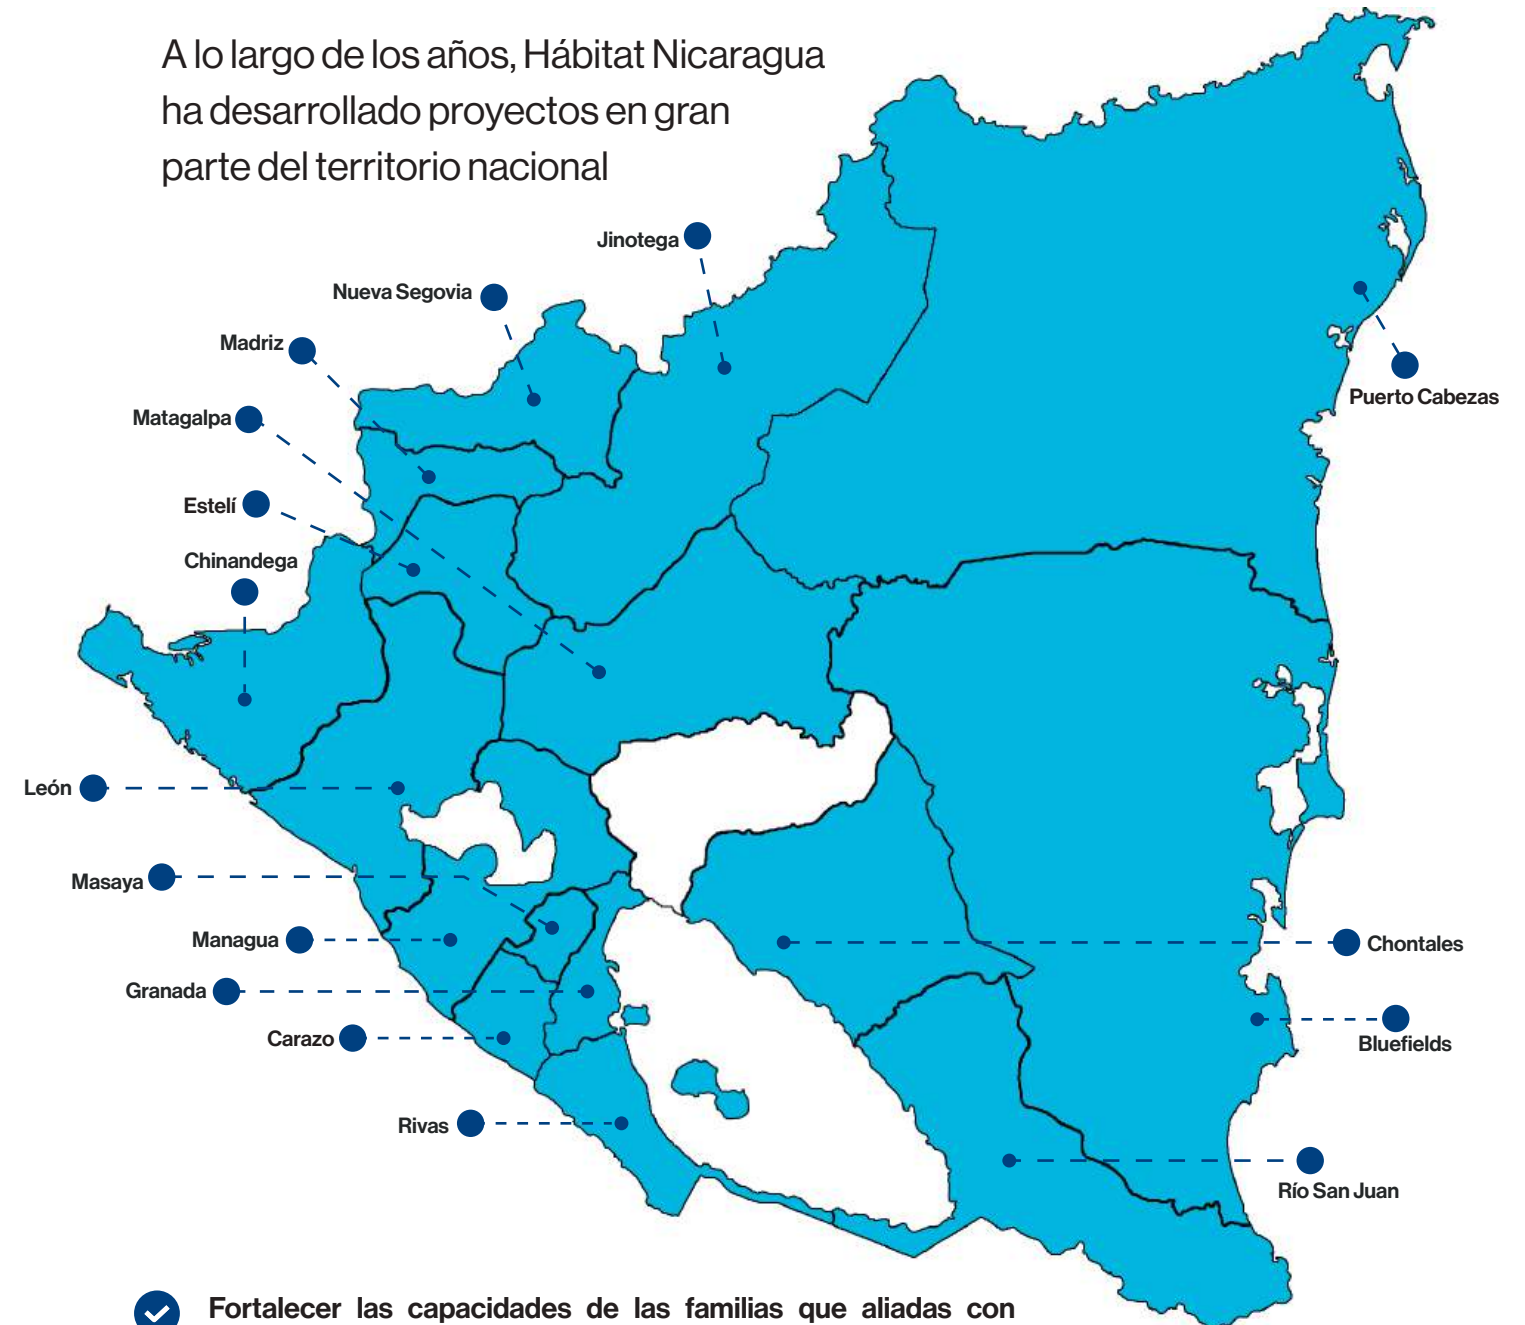 A lo largo de los años, Hábitat Nicaragua
ha desarrollado proyectos en gran
parte del territorio nacional
Jinotega
Nueva Segovia
Madriz
Puerto Cabezas
Matagalpa
Estelí
Chinandega
León
Masaya
Managua
Chontales
Granada
Carazo
Bluefields
Rivas
Río San Juan
Fortalecer las capacidades de las familias que aliadas con